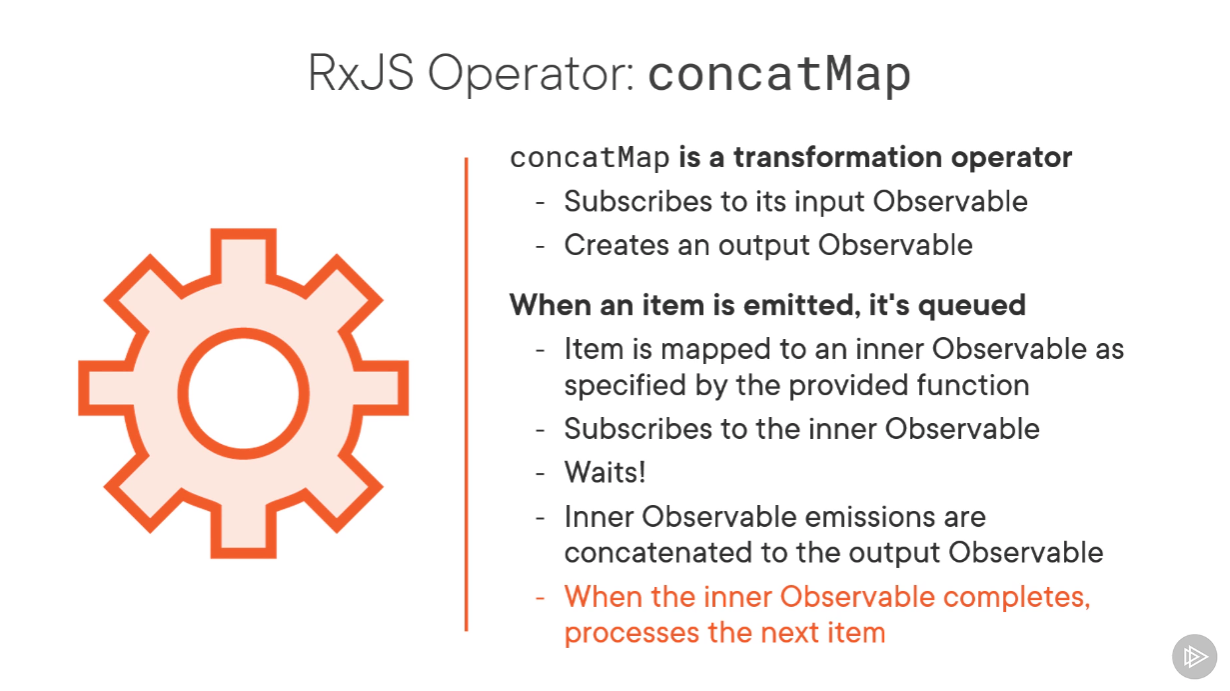 RxJS Operator: concatMap
concatMap is a transformation operator
- Subscribes to its input Observable
- Creates an output Observable
When an item is emitted, it's queued
- Item is mapped to an inner Observable as
specified by the provided function
- Subscribes to the inner Observable
- Waits!
- Inner Observable emissions are
concatenated to the output Observable
- When the inner Observable completes,
processes the next item